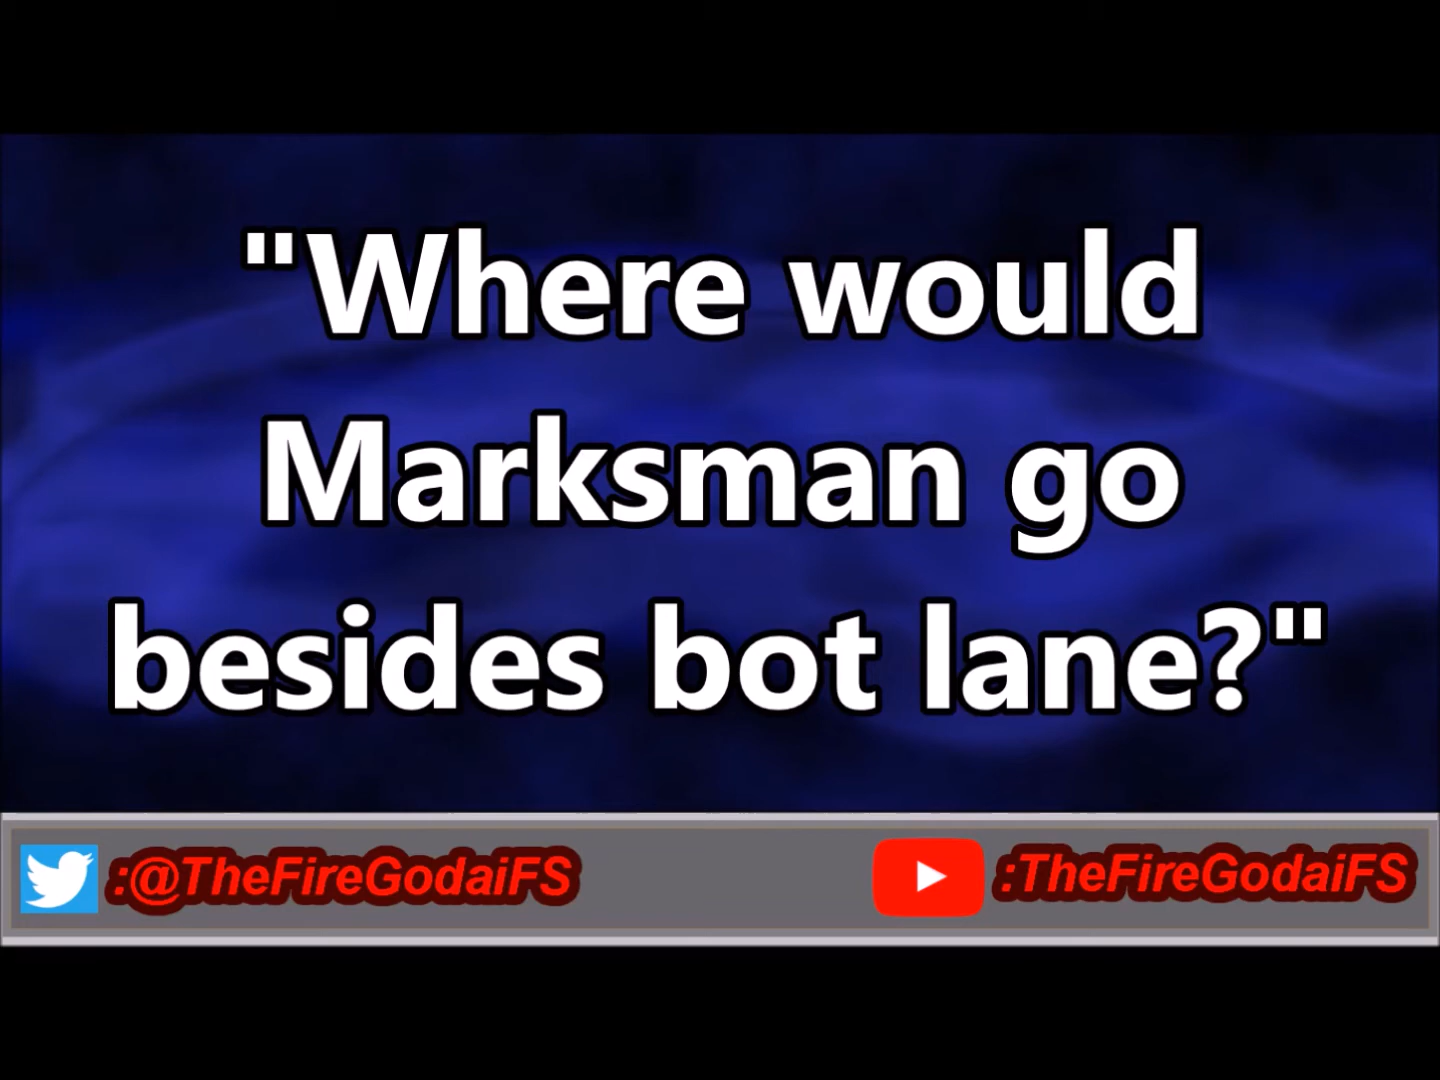 "Where would
Marksman go
besides bot lane?"
:@TheFireGodaiFS
:TheFireGodaiFS